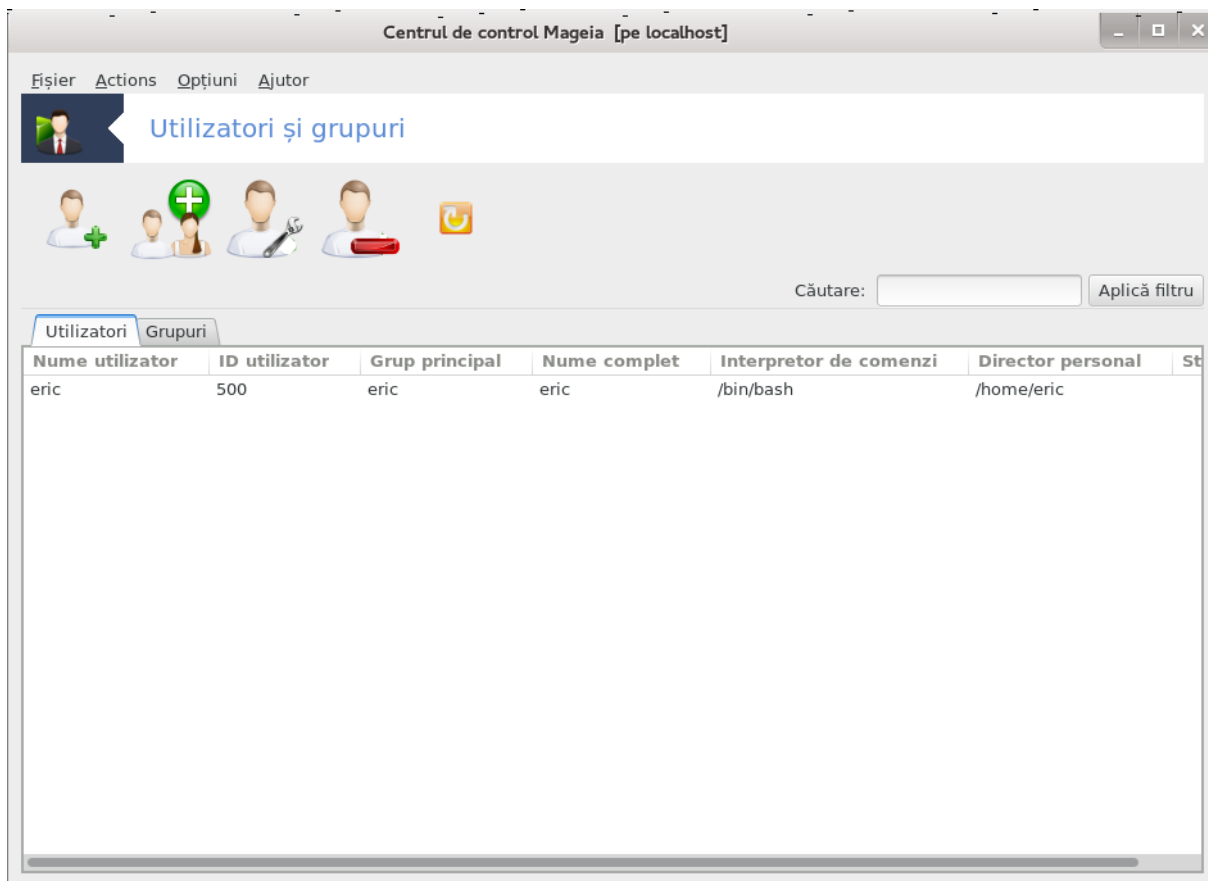 Centrul de control Mageia [pe localhost]
Fișier Actions Opțiuni Ajutor
Utilizatori și grupuri
Căutare: Aplică filtru
Utilizatori Grupuri
Nume utilizator ID utilizator Grup principal Nume complet Interpretor de comenzi Director personal St
eric 500 eric eric /bin/bash /home/eric